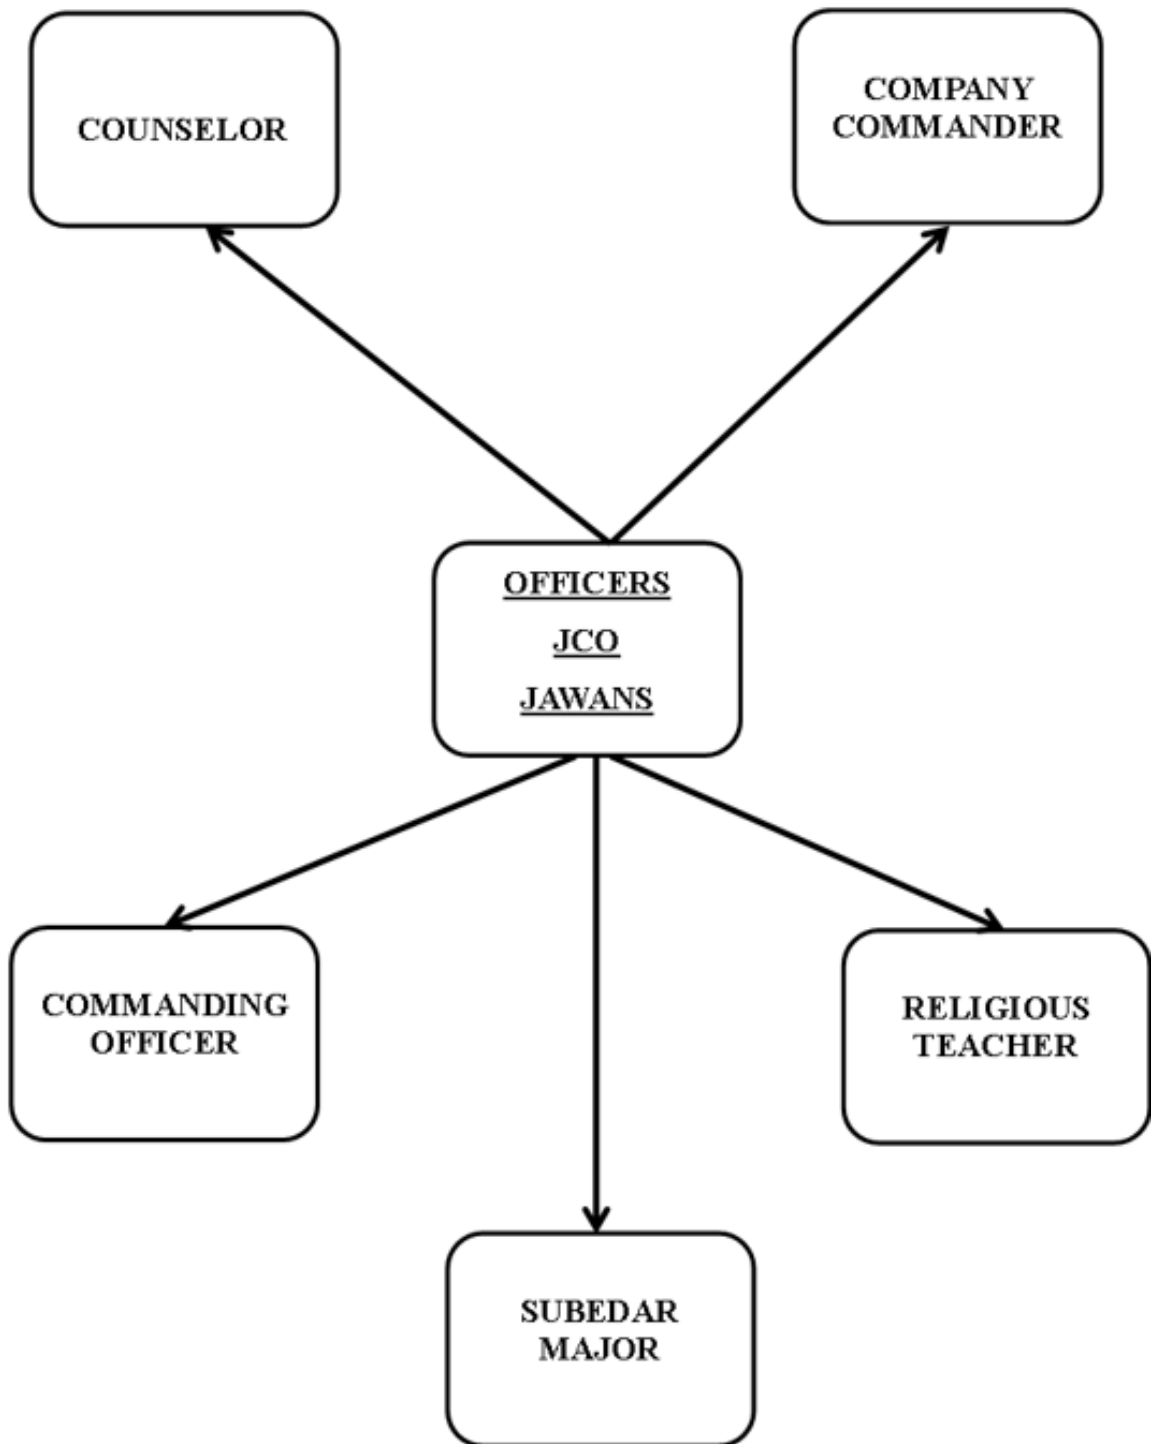 COUNSELOR
COMPANY
COMMANDER
OFFICERS
JCO
JAWANS
COMMANDING
OFFICER
RELIGIOUS
TEACHER
SUBEDAR
MAJOR